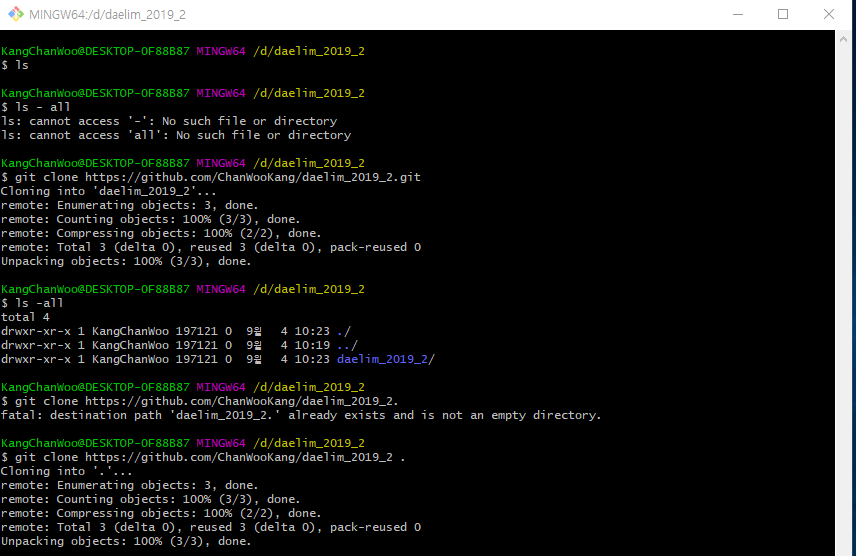 MINGW64:/d/daelim_2019_2
KangChanWoo@DESKTOP-0F88B87 MINGW64 /d/daelim_2019_2
$ ls
KangChanWoo@DESKTOP-0F88B87 MINGW64 /d/daelim_2019_2
$ ls - all
ls: cannot access '-': No such file or directory
ls: cannot access 'all': No such file or directory
KangChanWoo@DESKTOP-0F88B87 MINGW64 /d/daelim_2019_2
$ git clone https://github.com/ChanWooKang/daelim_2019_2.git
Cloning into 'daelim_2019_2'...
remote: Enumerating objects: 3, done.
remote: Counting objects: 100% (3/3), done.
remote: Compressing objects: 100% (2/2), done.
remote: Total 3 (delta 0), reused 3 (delta 0), pack-reused 0
Unpacking objects: 100% (3/3), done.
KangChanWoo@DESKTOP-0F88B87 MINGW64 /d/daelim_2019_2
$ ls -all
total 4
drwxr-xr-x 1 KangChanWoo 197121 0  9월   4 10:23 ./
drwxr-xr-x 1 KangChanWoo 197121 0  9월   4 10:19 ../
drwxr-xr-x 1 KangChanWoo 197121 0  9월   4 10:23 daelim_2019_2/
KangChanWoo@DESKTOP-0F88B87 MINGW64 /d/daelim_2019_2
$ git clone https://github.com/ChanWooKang/daelim_2019_2.
fatal: destination path 'daelim_2019_2.' already exists and is not an empty directory.
KangChanWoo@DESKTOP-0F88B87 MINGW64 /d/daelim_2019_2
$ git clone https://github.com/ChanWooKang/daelim_2019_2 .
Cloning into '.'...
remote: Enumerating objects: 3, done.
remote: Counting objects: 100% (3/3), done.
remote: Compressing objects: 100% (2/2), done.
remote: Total 3 (delta 0), reused 3 (delta 0), pack-reused 0
Unpacking objects: 100% (3/3), done.